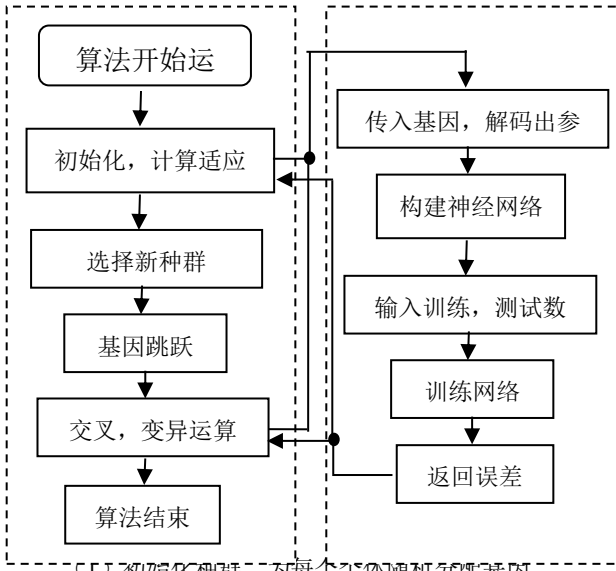 算法开始运
初始化，计算适应
选择新种群
基因跳跃
交叉，变异运算
算法结束
传入基因，解码出参
构建神经网络
输入训练，测试数
训练网络
返回误差